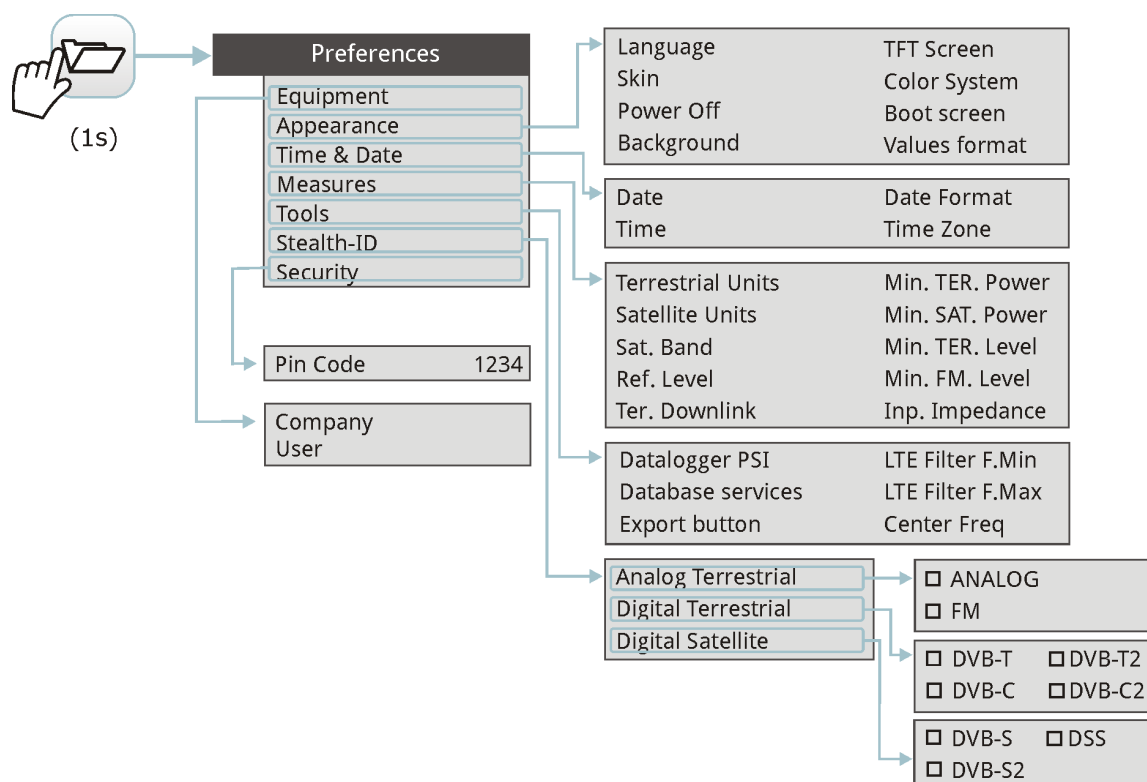 (1s)
Preferences
Equipment
Appearance
Time & Date
Measures
Tools
Stealth-ID
Security
Pin Code 1234
Company
User
Language TFT Screen
Skin Color System
Power Off Boot screen
Background Values format
Date Date Format
Time Time Zone
Terrestrial Units Min. TER. Power
Satellite Units Min. SAT. Power
Sat. Band Min. TER. Level
Ref. Level Min. FM. Level
Ter. Downlink Inp. Impedance
Datalogger PSI LTE Filter F.Min
Database services LTE Filter F.Max
Export button Center Freq
Analog Terrestrial
Digital Terrestrial
Digital Satellite
ANALOG
FM
DVB-T DVB-T2
DVB-C DVB-C2
DVB-S DSS
DVB-S2